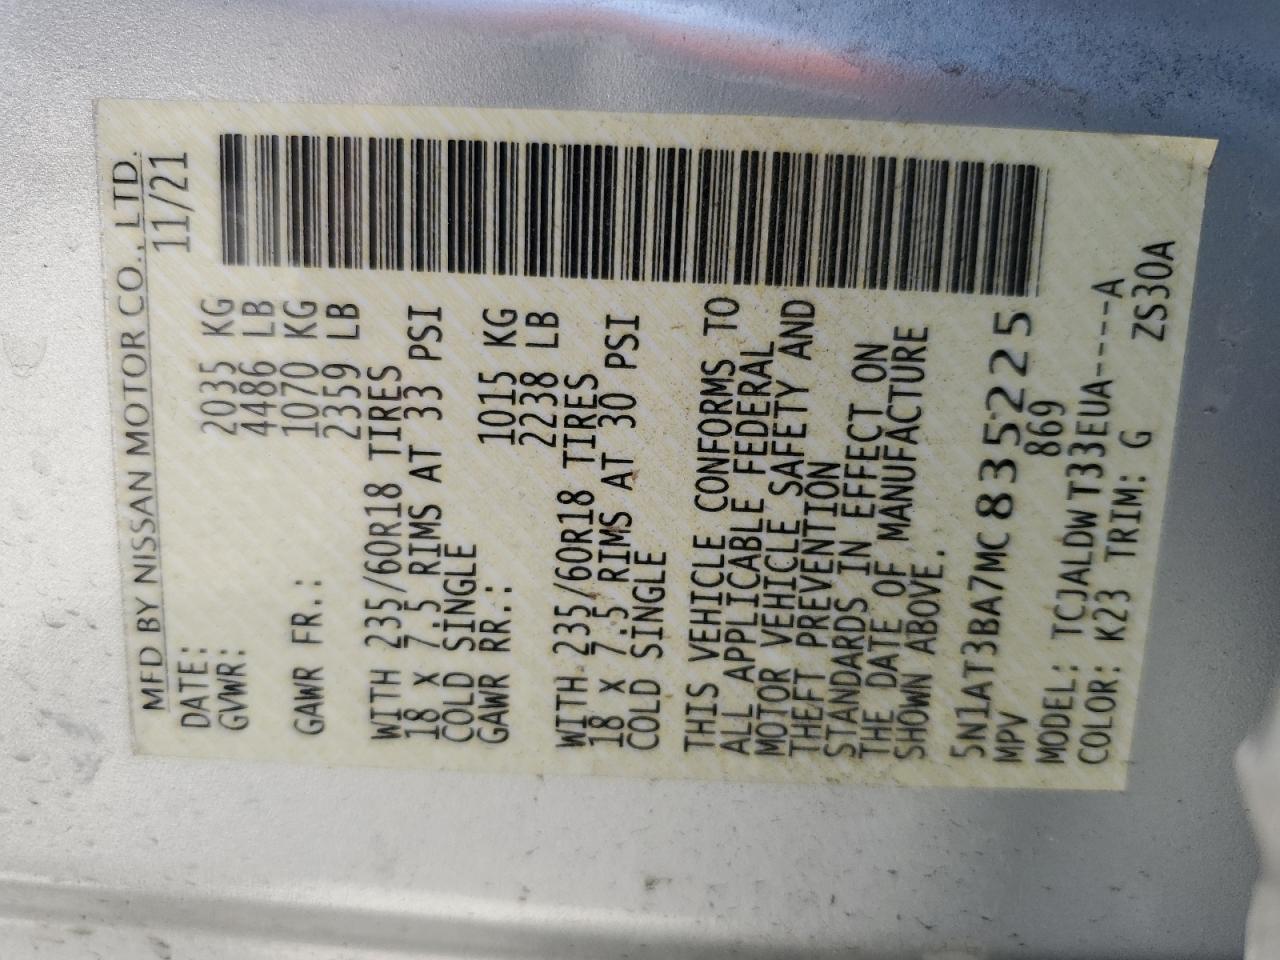 MFD BY NISSAN MOTOR CO., LTD.
DATE: 11/21
GVWR: 2035 KG
4486 LB
GAWR FR.: 1070 KG
2359 LB
WITH 235/60R18 TIRES
18 X 7.5 RIMS AT 33 PSI
COLD SINGLE
GAWR RR.: 1015 KG
2238 LB
WITH 235/60R18 TIRES
18 X 7.5 RIMS AT 30 PSI
COLD SINGLE
THIS VEHICLE CONFORMS TO
ALL APPLICABLE FEDERAL
MOTOR VEHICLE SAFETY AND
THEFT PREVENTION
STANDARDS IN EFFECT ON
THE DATE OF MANUFACTURE
SHOWN ABOVE.
5N1AT3BA7MC835225
MPV 869
MODEL: TCJALDWT33EUA----A
COLOR: K23 TRIM: G ZS30A